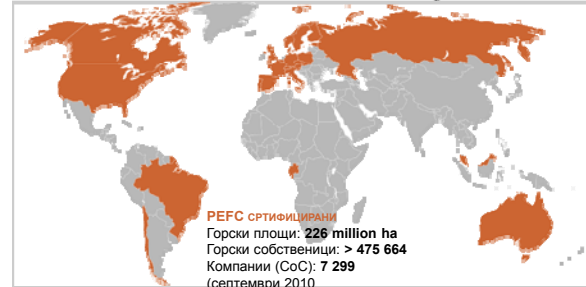 PEFC СРТИФИЦИРАНИ
Горски площи: 226 million ha
Горски собственици: > 475 664
Компании (CoC): 7 299
(септември 2010